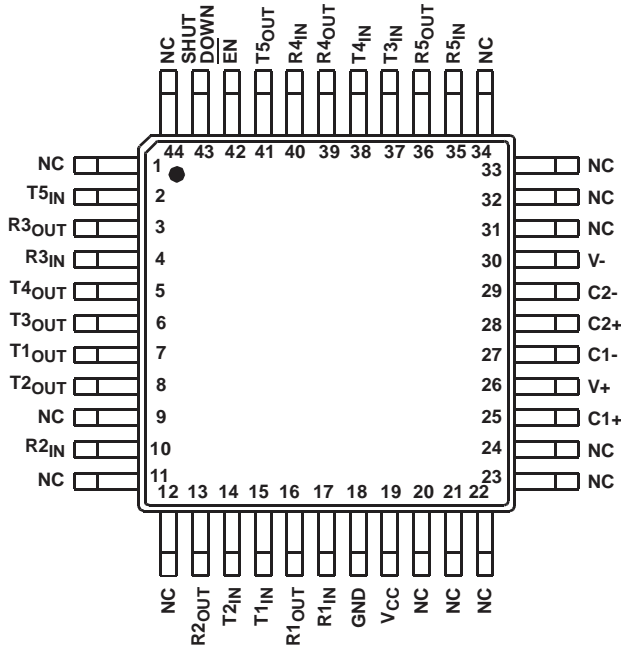 NC
SHUT
DOWN
EN
T5OUT
R4IN
R4OUT
T4IN
T3IN
R5OUT
R5IN
NC
44 43 42 41 40 39 38 37 36 35 34
NC 1
T5IN 2
R3OUT 3
R3IN 4
T4OUT 5
T3OUT 6
T1OUT 7
T2OUT 8
NC 9
R2IN 10
NC 11
33 NC
32 NC
31 NC
30 V-
29 C2-
28 C2+
27 C1-
26 V+
25 C1+
24 NC
23 NC
12 13 14 15 16 17 18 19 20 21 22
NC
R2OUT
T2IN
T1IN
R1OUT
R1IN
GND
VCC
NC
NC
NC